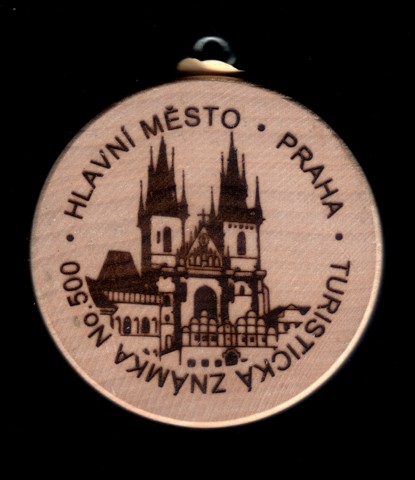 HLAVNÍ MĚSTO • PRAHA • TURISTICKÁ ZNÁMKA No.500 •